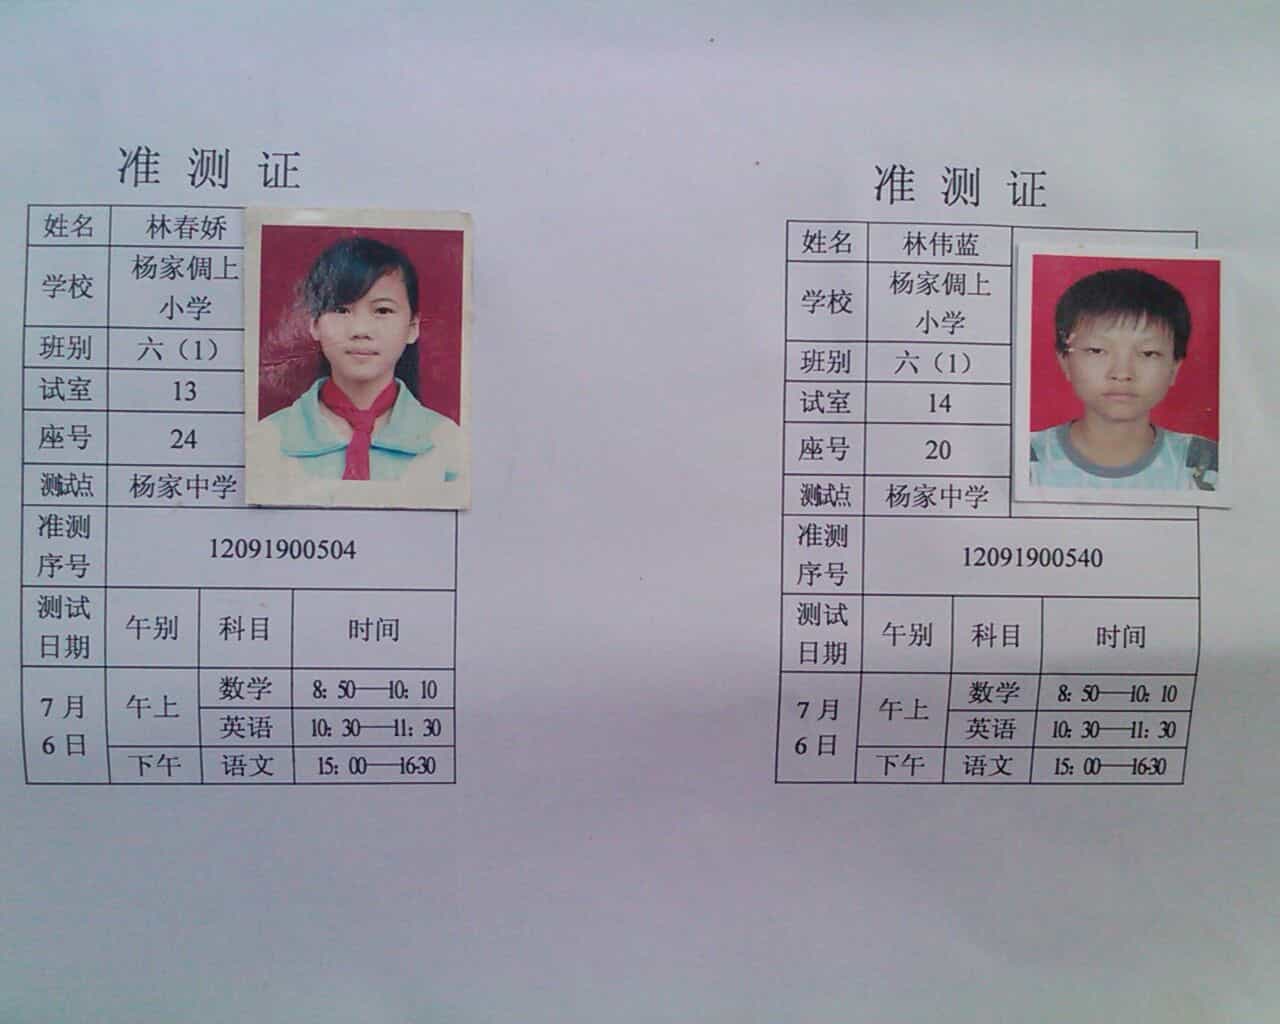 准测证
姓名 林春娇
学校 杨家倜上
小学
班别 六（1）
试室 13
座号 24
测试点 杨家中学
准测
序号 12091900504
测试
日期 午别 科目 时间
7月
6日 午上 数学 8：50——10：10
英语 10：30——11：30
下午 语文 15：00——16-30
准测证
姓名 林伟蓝
学校 杨家倜上
小学
班别 六（1）
试室 14
座号 20
测试点 杨家中学
准测
序号 12091900540
测试
日期 午别 科目 时间
7月
6日 午上 数学 8：50——10：10
英语 10：30——11：30
下午 语文 15：00——16-30